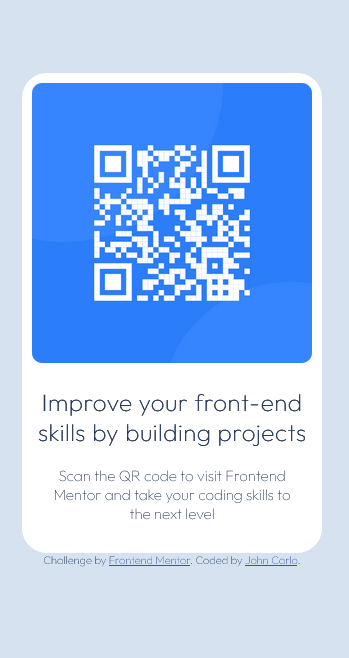 Improve your front-end
skills by building projects
Scan the QR code to visit Frontend
Mentor and take your coding skills to
the next level
Challenge by Frontend Mentor. Coded by John Carlo.